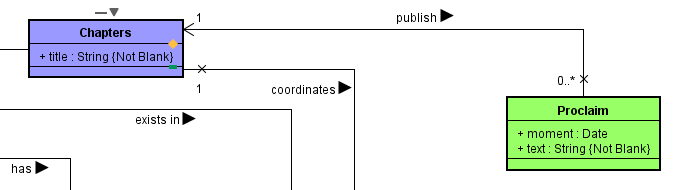 1
publish
Chapters
+ title : String {Not Blank}
1
coordinates
0..*
Proclaim
+ moment : Date
+ text : String {Not Blank}
exists in
has